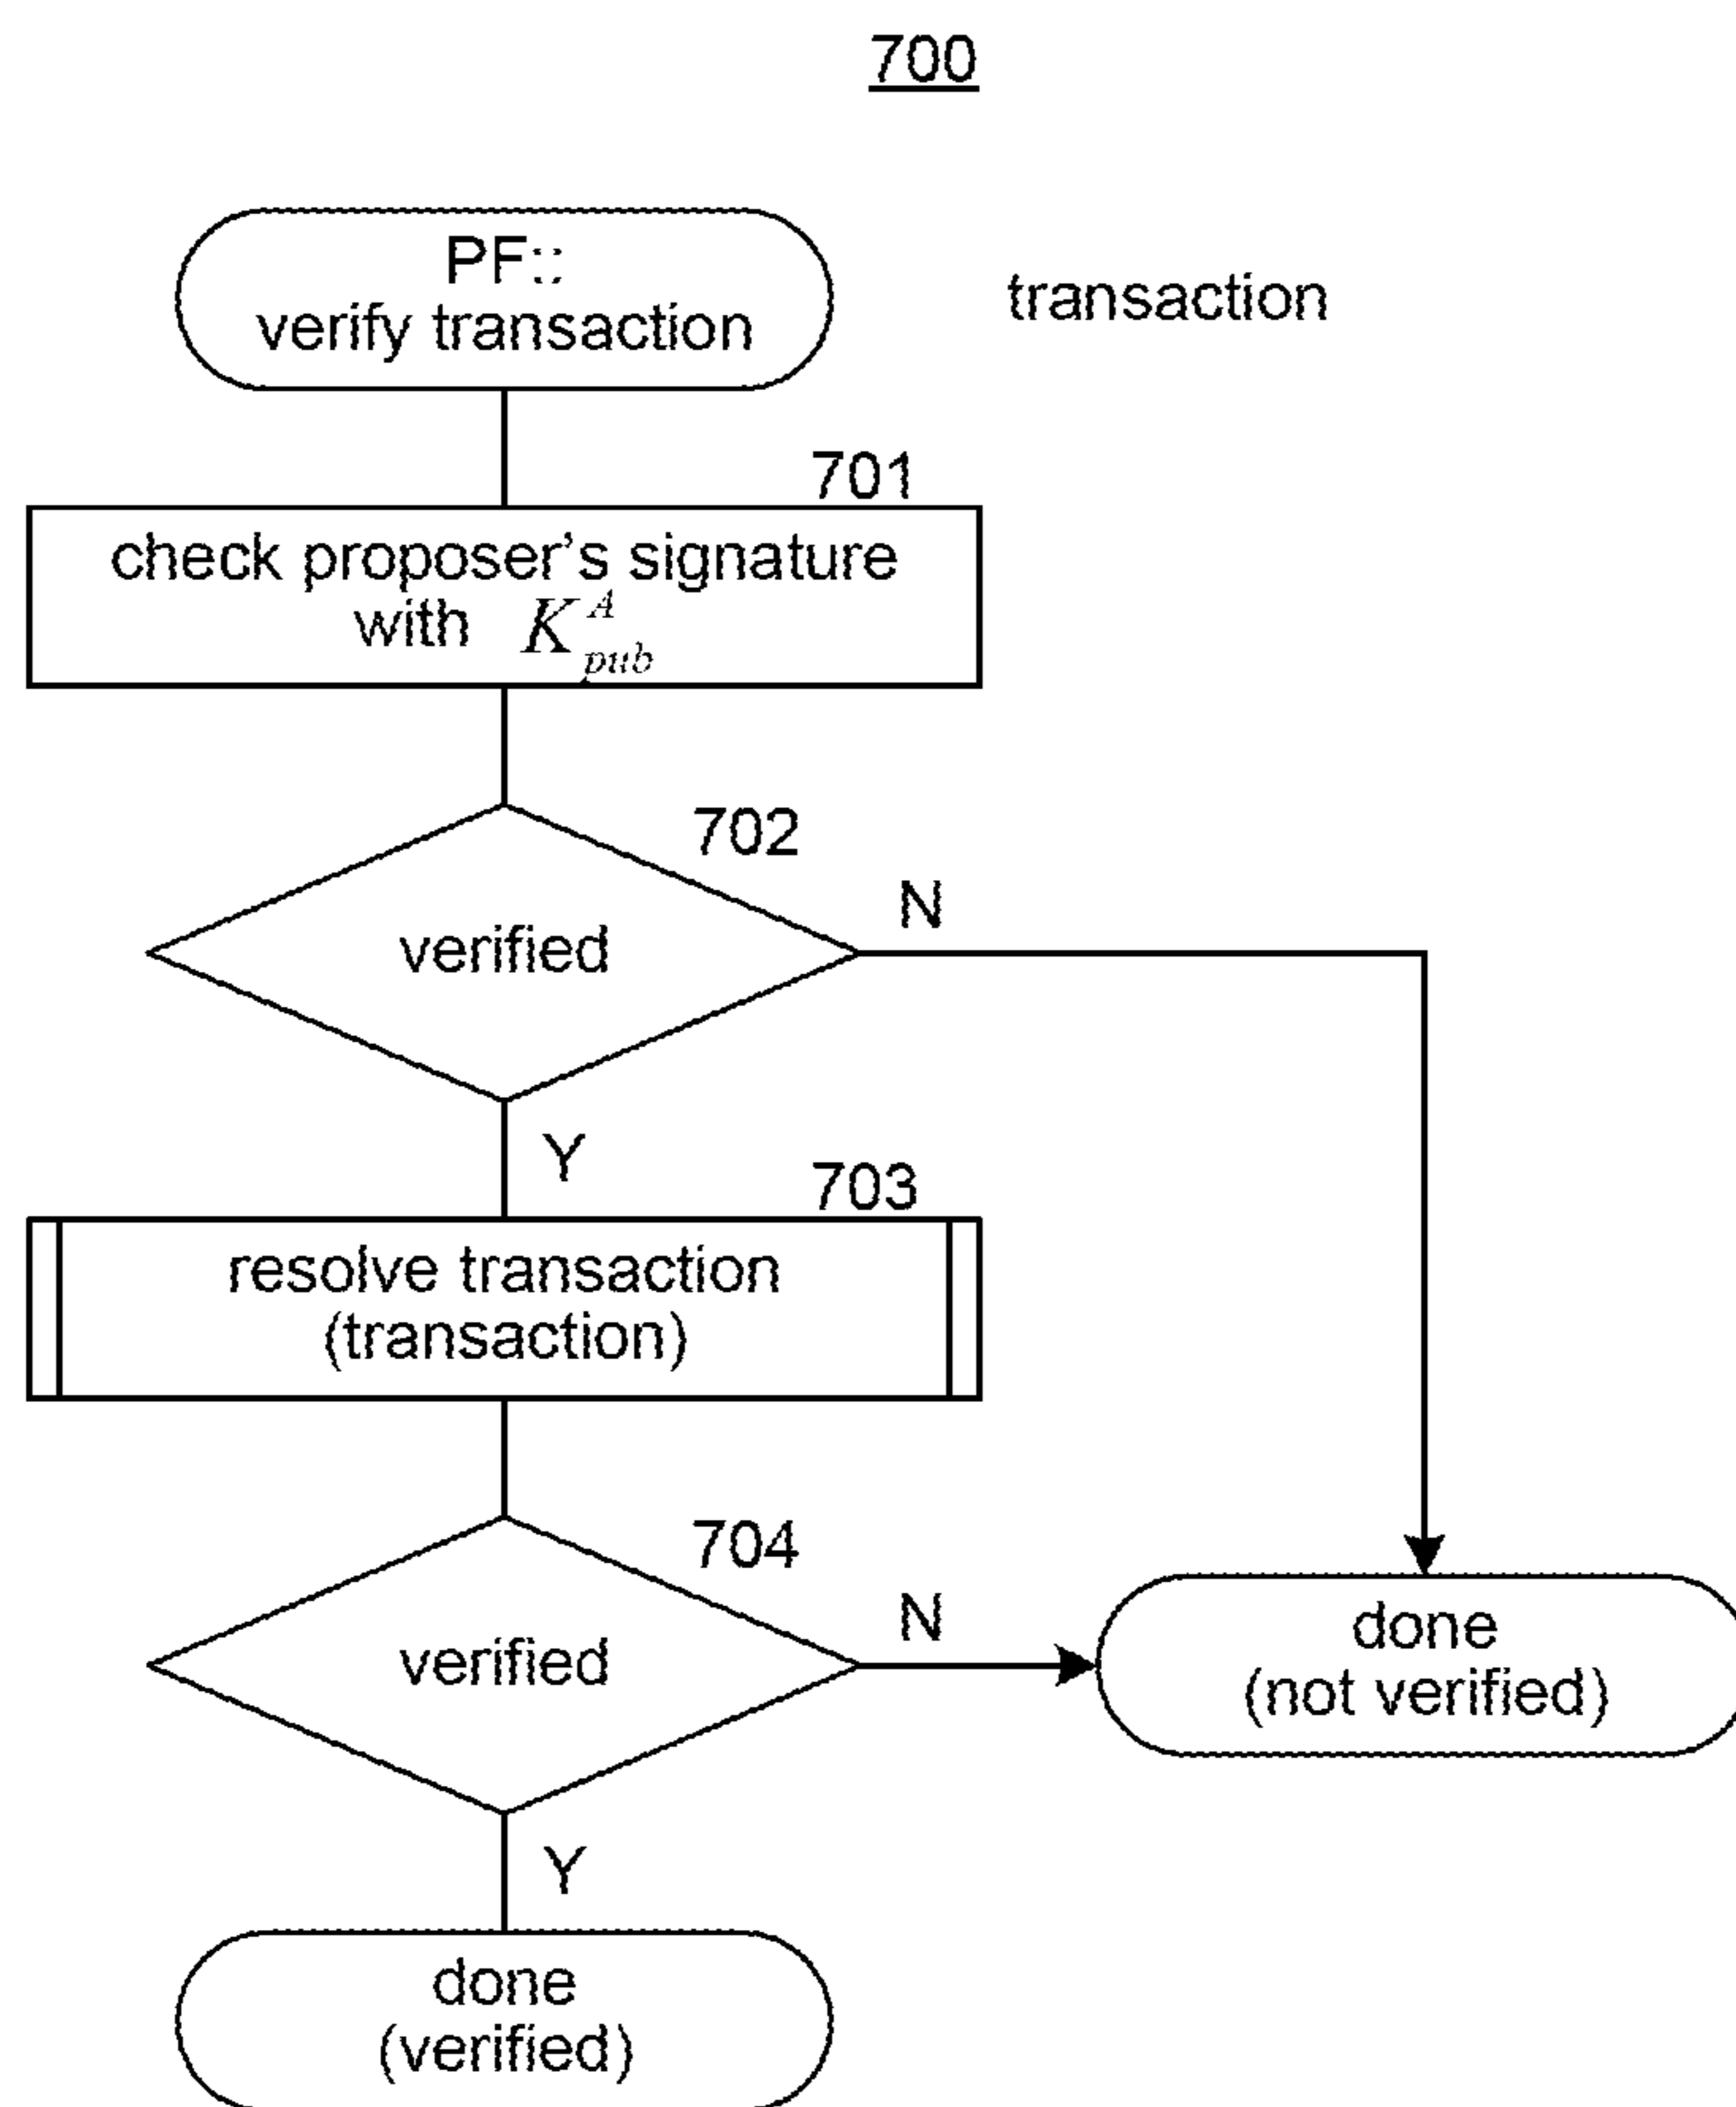 700
PF::
verify transaction
transaction
701
check proposer's signature
with K^A_pub
702
verified
N
Y
703
resolve transaction
(transaction)
704
verified
N
done
(not verified)
Y
done
(verified)